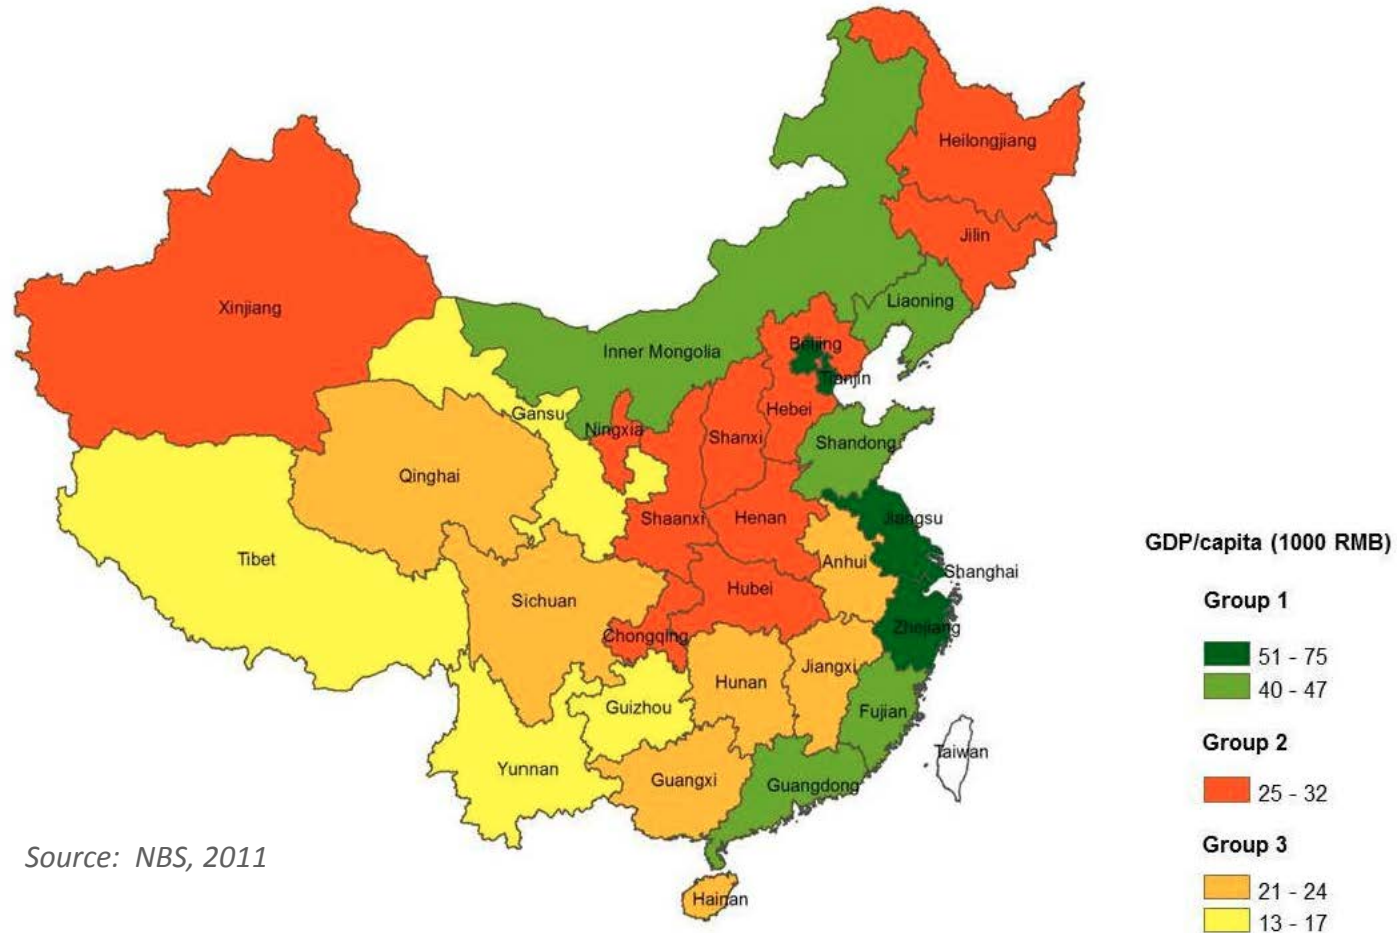 Heilongjiang
Jilin
Xinjiang
Liaoning
Beijing
Inner Mongolia
Tianjin
Hebei
Gansu
Ningxia
Shanxi
Shandong
Qinghai
Shaanxi
Henan
Jiangsu
Tibet
Anhui
Shanghai
Sichuan
Hubei
Zhejiang
Chongqing
Jiangxi
Hunan
Guizhou
Fujian
Taiwan
Yunnan
Guangxi
Guangdong
Hainan
Source: NBS, 2011
GDP/capita (1000 RMB)
Group 1
51 - 75
40 - 47
Group 2
25 - 32
Group 3
21 - 24
13 - 17